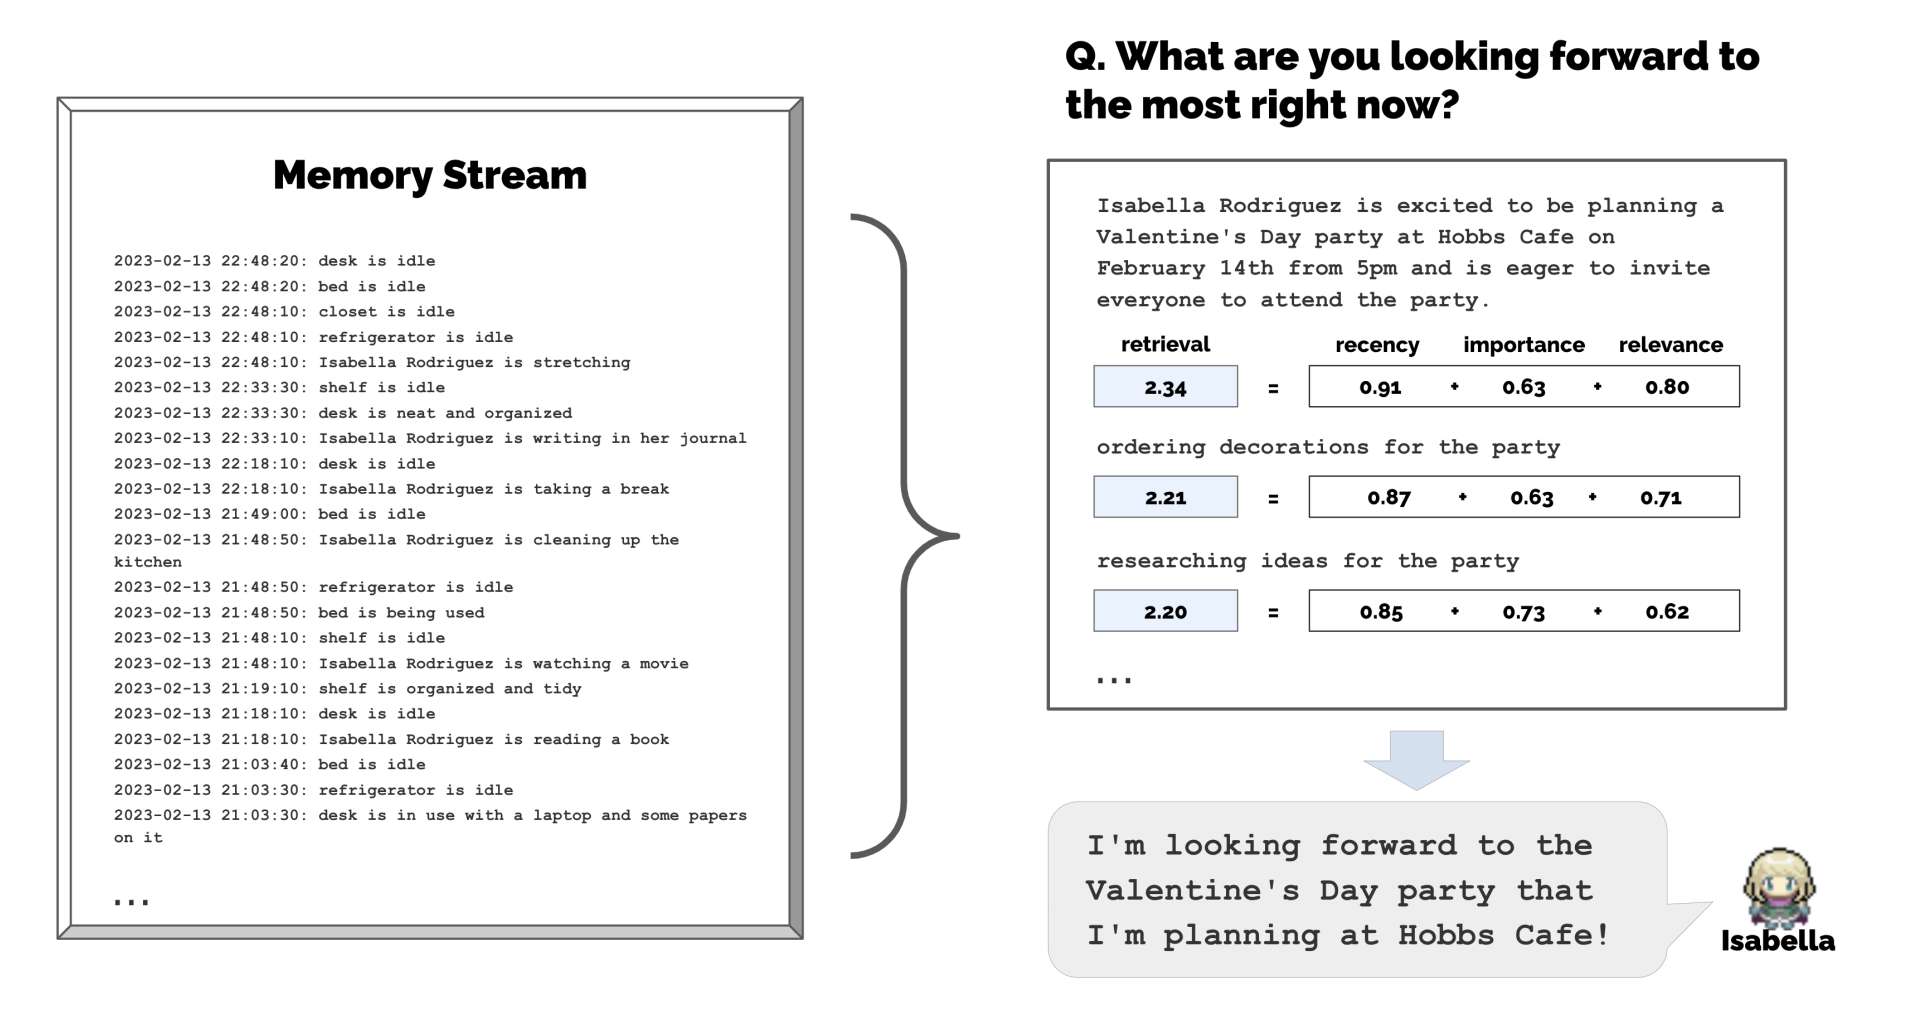 Memory Stream
2023-02-13 22:48:20: desk is idle
2023-02-13 22:48:20: bed is idle
2023-02-13 22:48:10: closet is idle
2023-02-13 22:48:10: refrigerator is idle
2023-02-13 22:48:10: Isabella Rodriguez is stretching
2023-02-13 22:33:30: shelf is idle
2023-02-13 22:33:30: desk is neat and organized
2023-02-13 22:33:10: Isabella Rodriguez is writing in her journal
2023-02-13 22:18:10: desk is idle
2023-02-13 22:18:10: Isabella Rodriguez is taking a break
2023-02-13 21:49:00: bed is idle
2023-02-13 21:48:50: Isabella Rodriguez is cleaning up the
kitchen
2023-02-13 21:48:50: refrigerator is idle
2023-02-13 21:48:50: bed is being used
2023-02-13 21:48:10: shelf is idle
2023-02-13 21:48:10: Isabella Rodriguez is watching a movie
2023-02-13 21:19:10: shelf is organized and tidy
2023-02-13 21:18:10: desk is idle
2023-02-13 21:18:10: Isabella Rodriguez is reading a book
2023-02-13 21:03:40: bed is idle
2023-02-13 21:03:30: refrigerator is idle
2023-02-13 21:03:30: desk is in use with a laptop and some papers
on it
...
Q. What are you looking forward to
the most right now?
Isabella Rodriguez is excited to be planning a
Valentine's Day party at Hobbs Cafe on
February 14th from 5pm and is eager to invite
everyone to attend the party.
retrieval recency importance relevance
2.34 = 0.91 + 0.63 + 0.80
ordering decorations for the party
2.21 = 0.87 + 0.63 + 0.71
researching ideas for the party
2.20 = 0.85 + 0.73 + 0.62
...
I'm looking forward to the
Valentine's Day party that
I'm planning at Hobbs Cafe!
Isabella